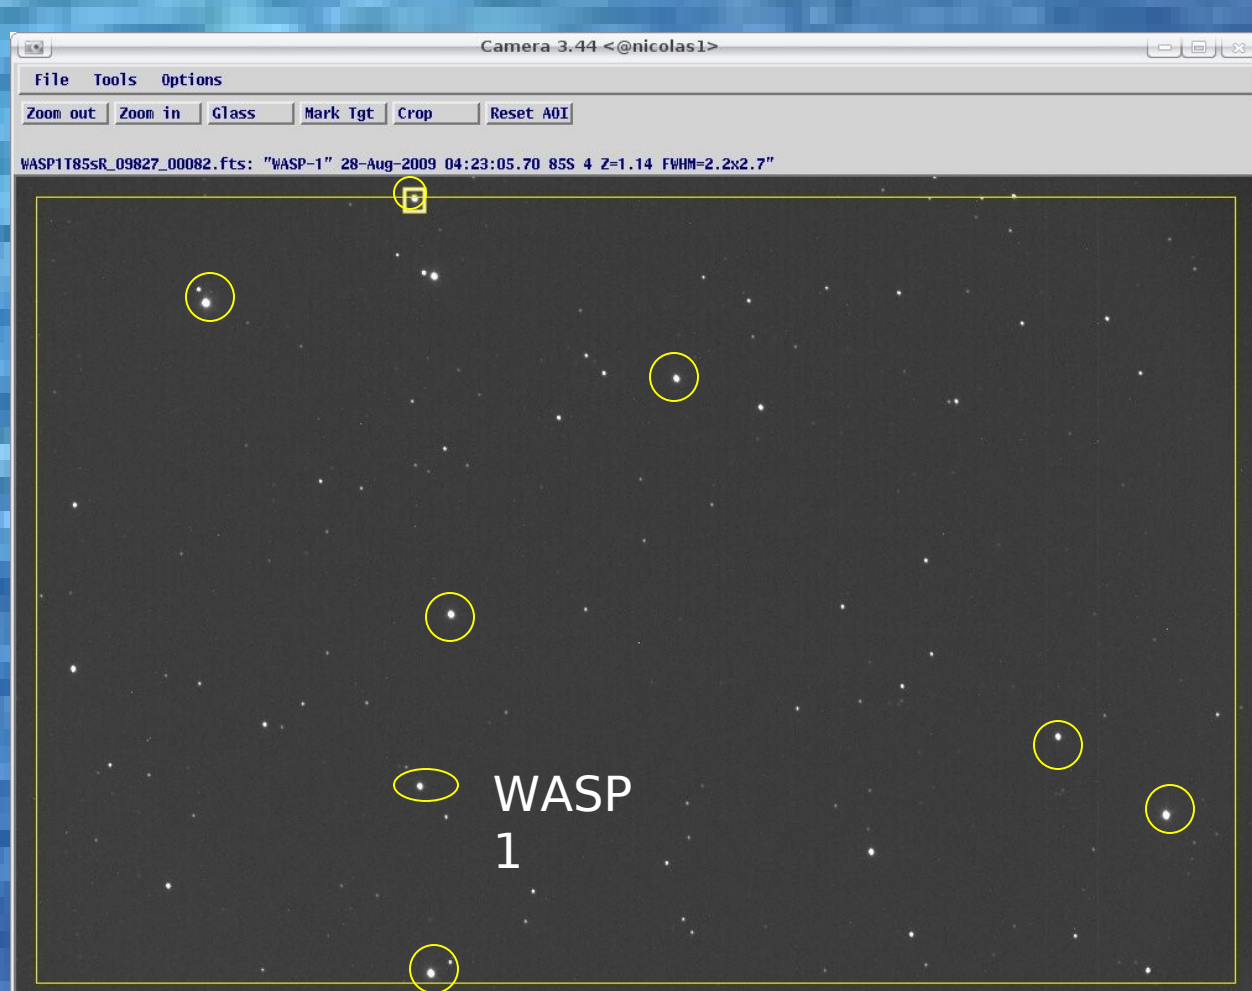 Camera 3.44 <@nicolas1>
File Tools Options
Zoom out Zoom in Glass Mark Tgt Crop Reset AOI
WASP1T85sR_09827_00082.fts: "WASP-1" 28-Aug-2009 04:23:05.70 85S 4 Z=1.14 FWHM=2.2x2.7"
WASP
1